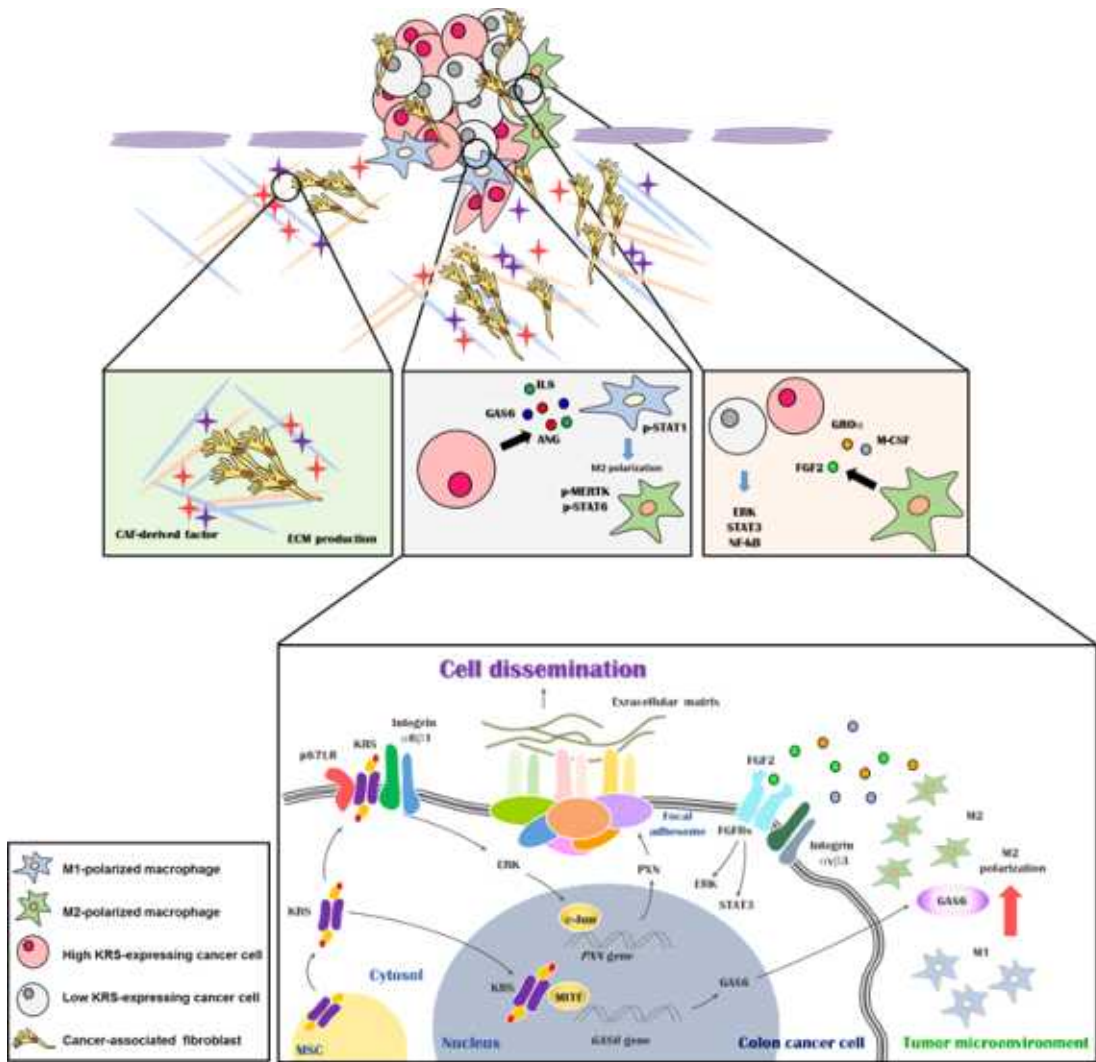 IL8
GAS6
ANG
p-STAT1
M2 polarization
p-MERTK
p-STAT6
GROα
M-CSF
FGF2
ERK
STAT3
NF-kB
CAF-derived factor
ECM production
Cell dissemination
Exracellular matrix
Integrin
α6β1
KRS
p67LR
FGF2
Focal
adhesome
FGFRs
Integrin
M2
M2
polarization
ERK
PXN
ERK
STAT3
KRS
c-Jun
PXN gene
GAS6
M1
Cytosol
KRS
MITF
GAS6
GAS6 gene
MSC
Nucleus
Colon cancer cell
Tumor microenvironment
M1-polarized macrophage
M2-polarized macrophage
High KRS-expressing cancer cell
Low KRS-expressing cancer cell
Cancer-associated fibroblast